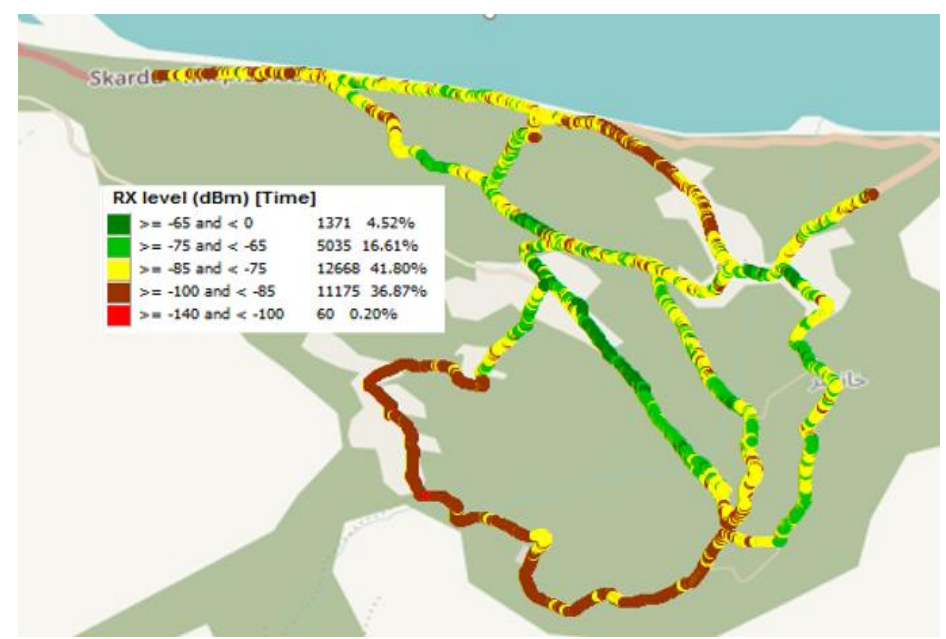 Skardu
RX level (dBm) [Time]
>= -65 and < 0 1371 4.52%
>= -75 and < -65 5035 16.61%
>= -85 and < -75 12668 41.80%
>= -100 and < -85 11175 36.87%
>= -140 and < -100 60 0.20%